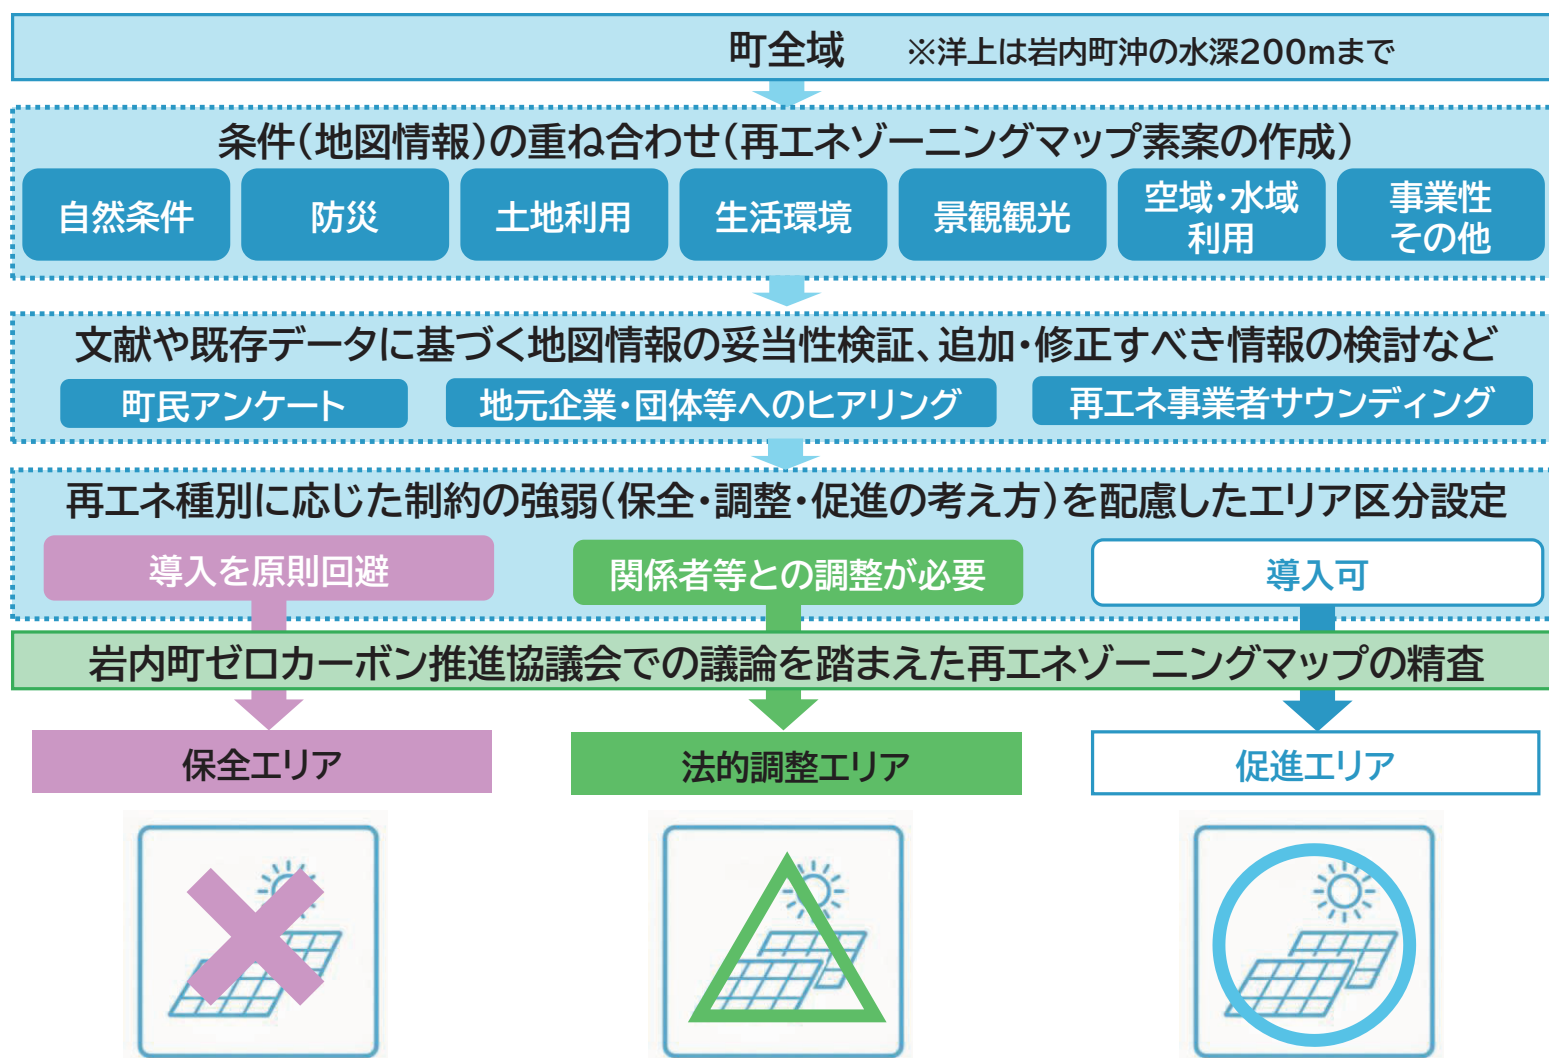 町全域 ※洋上は岩内町沖の水深200mまで
条件(地図情報)の重ね合わせ(再エネゾーニングマップ素案の作成)
自然条件
防災
土地利用
生活環境
景観観光
空域・水域
利用
事業性
その他
文献や既存データに基づく地図情報の妥当性検証、追加・修正すべき情報の検討など
町民アンケート
地元企業・団体等へのヒアリング
再エネ事業者サウンディング
再エネ種別に応じた制約の強弱(保全・調整・促進の考え方)を配慮したエリア区分設定
導入を原則回避
関係者等との調整が必要
導入可
岩内町ゼロカーボン推進協議会での議論を踏まえた再エネゾーニングマップの精査
保全エリア
法的調整エリア
促進エリア